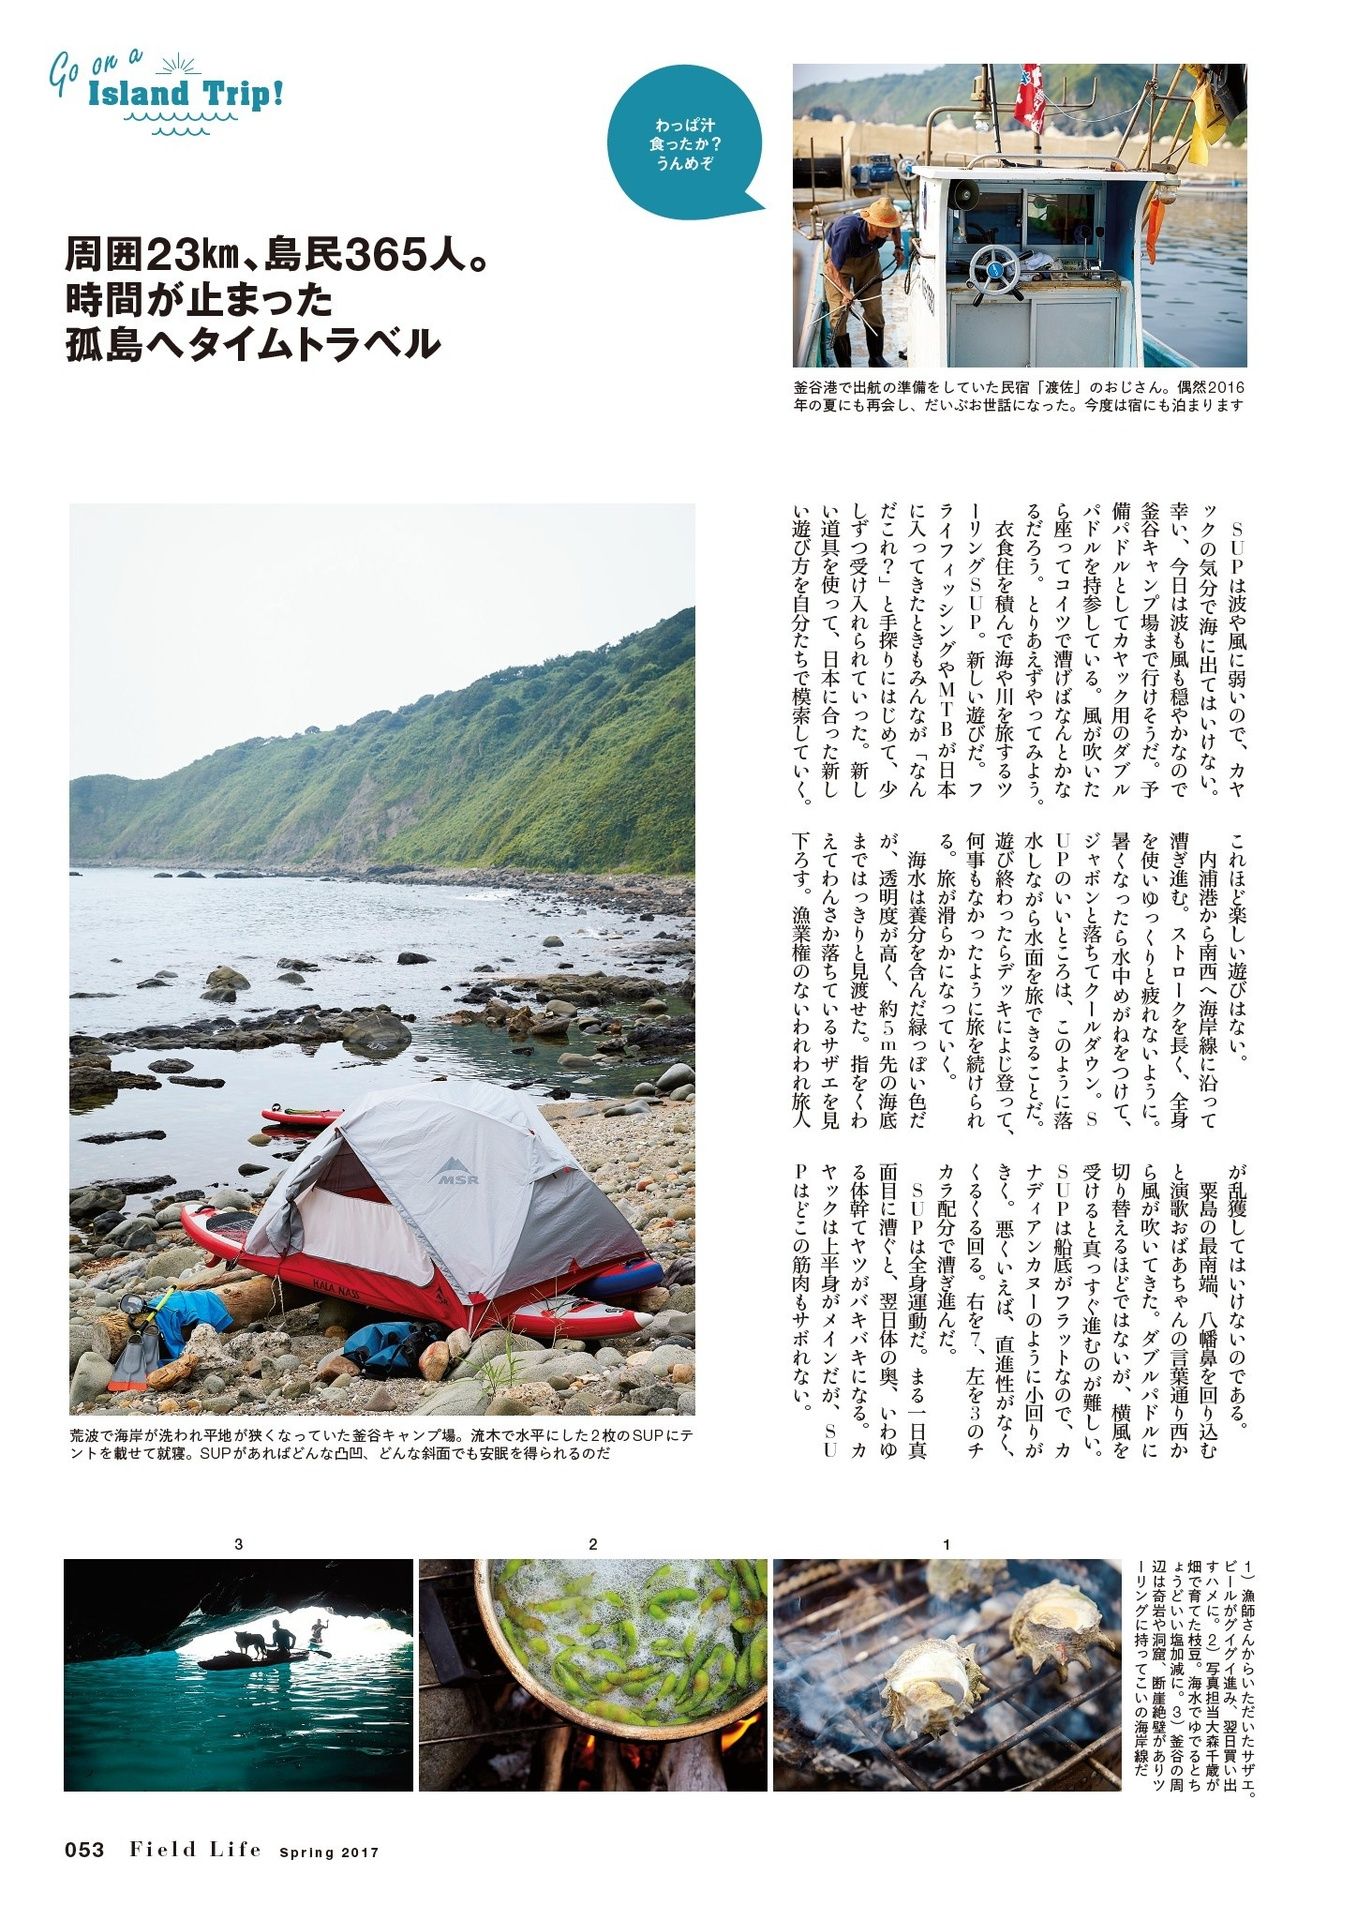 Go on a
Island Trip!
わっぱ汁
食ったか?
うんめぞ
周囲23㎞、島民365人。
時間が止まった
孤島へタイムトラベル
釜谷港で出航の準備をしていた民宿「渡佐」のおじさん。偶然2016
年の夏にも再会し、だいぶお世話になった。今度は宿にも泊まります
SUPは波や風に弱いので、カヤ
ックの気分で海に出てはいけない。
幸い、今日は波も風も穏やかなので
釜谷キャンプ場まで行けそうだ。予
備パドルとしてカヤック用のダブル
パドルを持参している。風が吹いた
ら座ってコイツで漕げばなんとかな
るだろう。とりあえずやってみよう。
衣食住を積んで海や川を旅するツ
ーリングSUP。新しい遊びだ。フ
ライフィッシングやMTBが日本
に入ってきたときもみんなが「なん
だこれ?」と手探りにはじめて、少
しずつ受け入れられていった。新し
い道具を使って、日本に合った新し
い遊び方を自分たちで模索していく。
これほど楽しい遊びはない。
内浦港から南西へ海岸線に沿って
漕ぎ進む。ストロークを長く、全身
を使いゆっくりと疲れないように。
暑くなったら水中めがねをつけて、
ジャボンと落ちてクールダウン。S
UPのいいところは、このように落
水しながら水面を旅できることだ。
遊び終わったらデッキによじ登って、
何事もなかったように旅を続けられ
る。旅が滑らかになっていく。
海水は養分を含んだ緑っぽい色だ
が、透明度が高く、約5m先の海底
まではっきりと見渡せた。指をくわ
えてわんさか落ちているサザエを見
下ろす。漁業権のないわれわれ旅人
が乱獲してはいけないのである。
粟島の最南端、八幡鼻を回り込む
と演歌おばあちゃんの言葉通り西か
ら風が吹いてきた。ダブルパドルに
切り替えるほどではないが、横風を
受けると真っすぐ進むのが難しい。
SUPは船底がフラットなので、カ
ナディアンカヌーのように小回りが
きく。悪くいえば、直進性がなく、
くるくる回る。右を7、左を3のチ
カラ配分で漕ぎ進んだ。
SUPは全身運動だ。まる一日真
面目に漕ぐと、翌日体の奥、いわゆ
る体幹てヤツがバキバキになる。カ
ヤックは上半身がメインだが、SU
Pはどこの筋肉もサボれない。
MSR
HALA NASS
荒波で海岸が洗われ平地が狭くなっていた釜谷キャンプ場。流木で水平にした2枚のSUPにテ
ントを載せて就寝。SUPがあればどんな凸凹、どんな斜面でも安眠を得られるのだ
3
2
1
1)漁師さんからいただいたサザエ。
ビールがグイグイ進み、翌日買い出
すハメに。2)写真担当大森千歳が
畑で育てた枝豆。海水でゆでるとち
ょうどいい塩加減に。3)釜谷の周
辺は奇岩や洞窟、断崖絶壁がありツ
ーリングに持ってこいの海岸線だ
053 Field Life Spring 2017